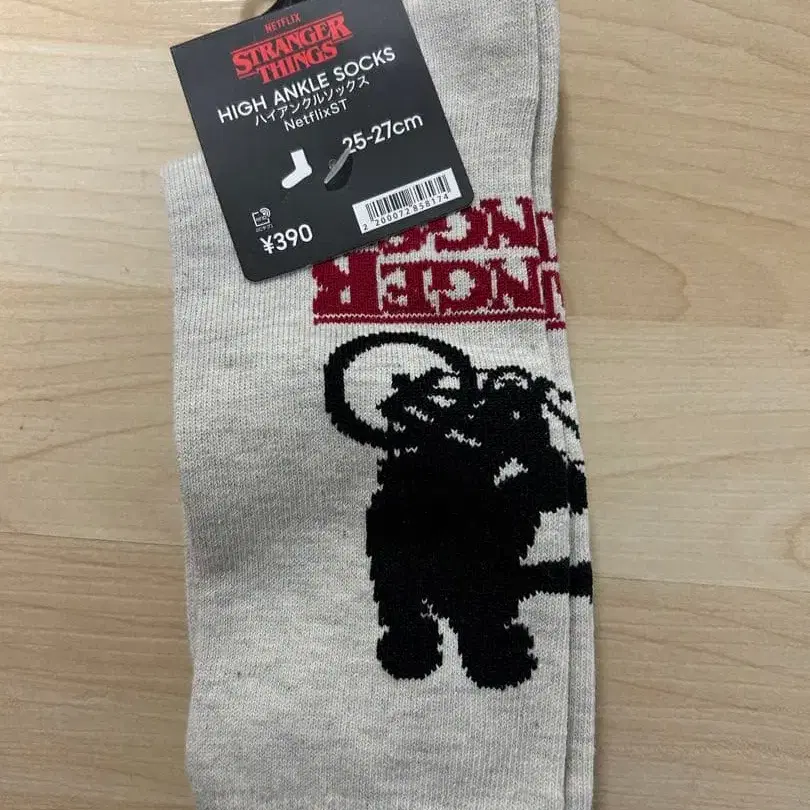 NETFLIX
STRANGER
THINGS
HIGH ANKLE SOCKS
ハイアンクルソックス
NetflixST
25-27cm
2 200072 858174
¥390